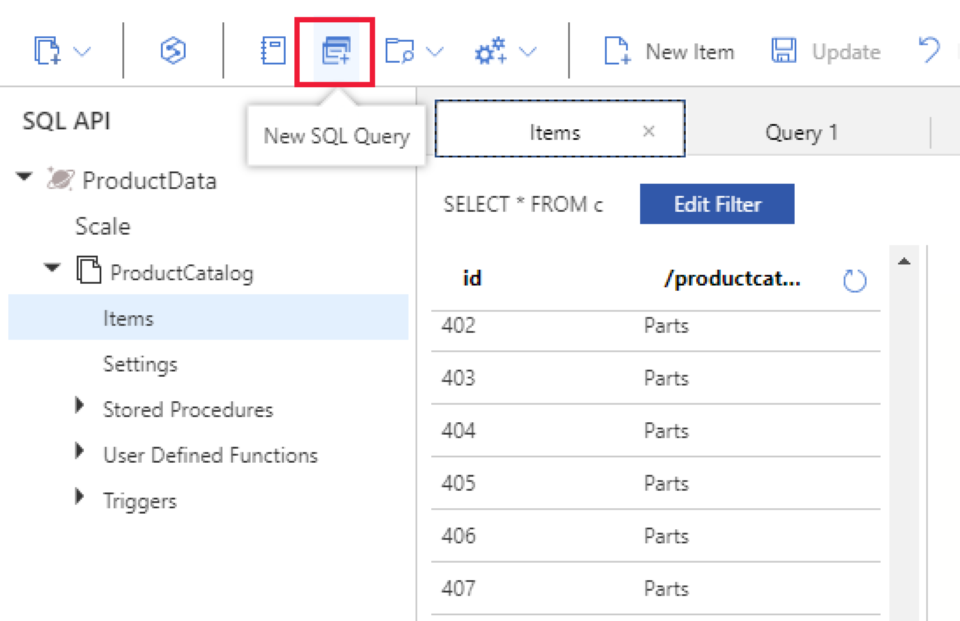 New Item
Update
SQL API
New SQL Query
Items
Query 1
ProductData
Scale
ProductCatalog
Items
Settings
Stored Procedures
User Defined Functions
Triggers
SELECT * FROM c
Edit Filter
id /productcat...
402 Parts
403 Parts
404 Parts
405 Parts
406 Parts
407 Parts